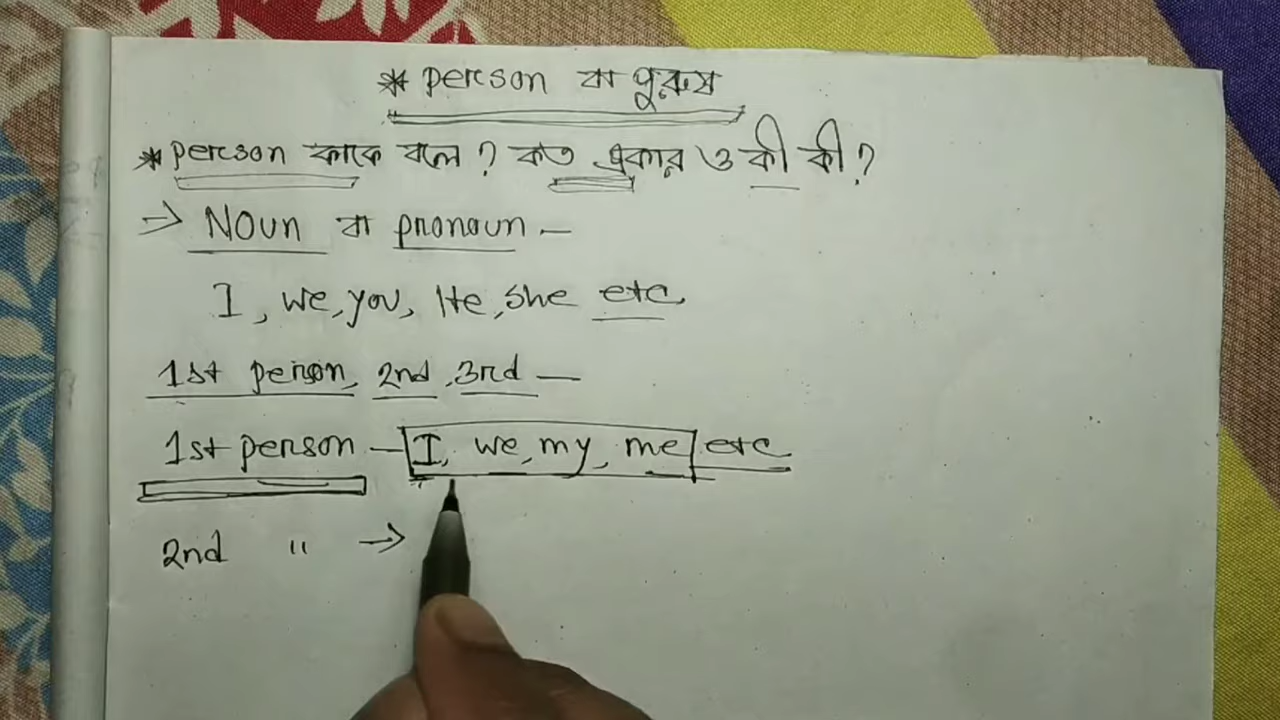 * person বা পুরুষ
* person কাকে বলে? কত প্রকার ও কী কী?
→ Noun বা pronoun —
I, we, you, He, she etc.
1st person, 2nd, 3rd —
1st person — I, we, my, me etc
2nd " →